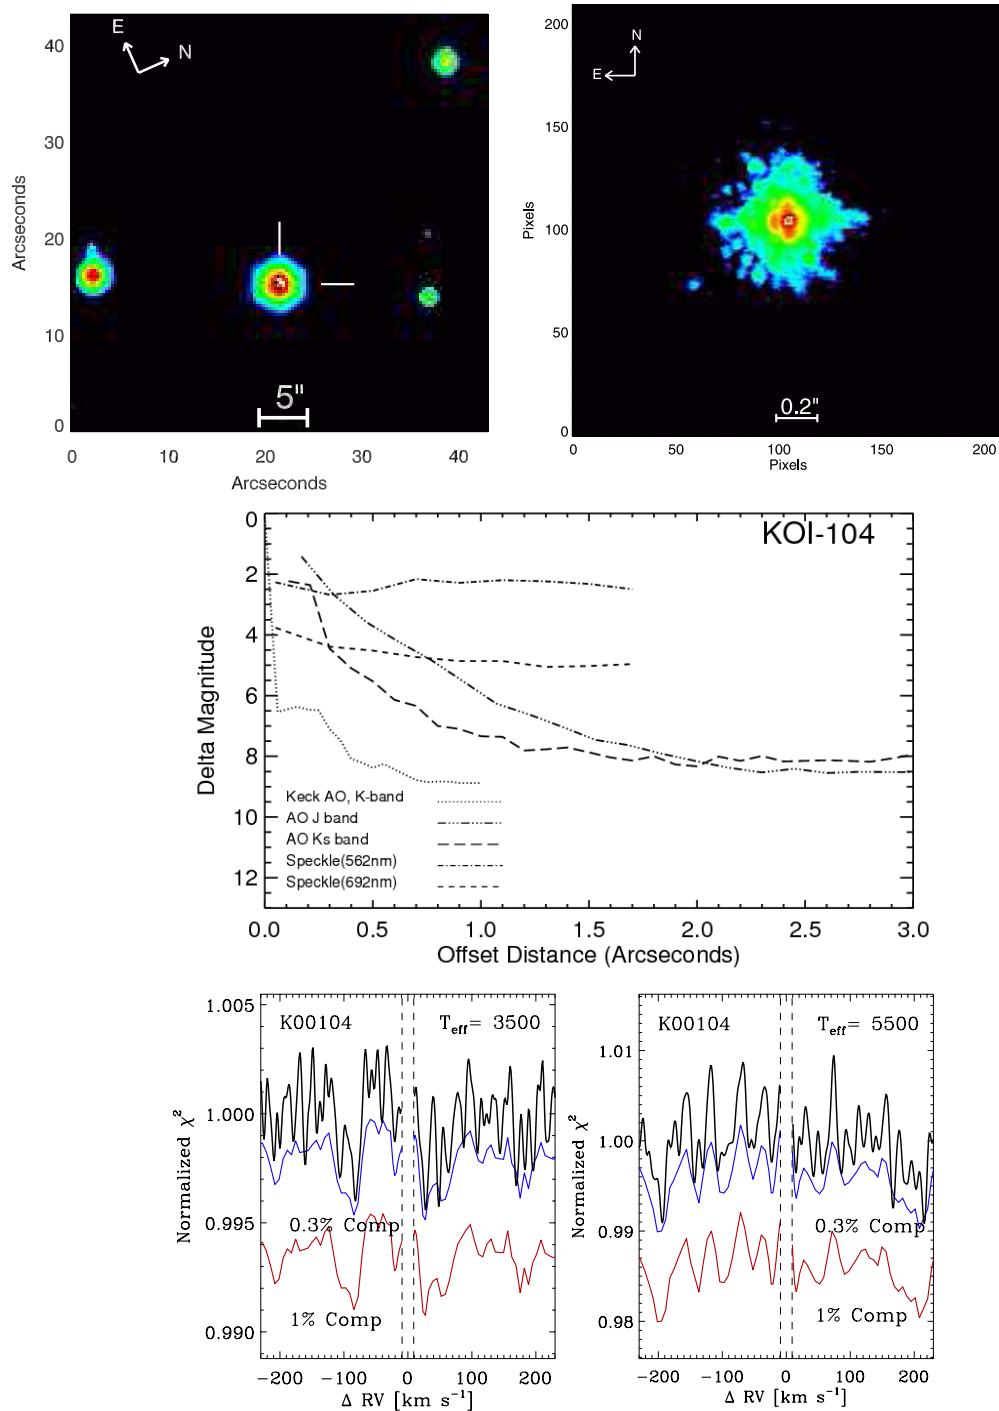 E
N
5"
40
30
20
10
0
Arcseconds
0
10
20
30
40
Arcseconds
N
E
0.2"
200
150
100
50
0
Pixels
0
50
100
150
200
Pixels
KOI-104
0
2
4
6
8
10
12
Delta Magnitude
Keck AO, K-band
AO J band
AO Ks band
Speckle(562nm)
Speckle(692nm)
0.0
0.5
1.0
1.5
2.0
2.5
3.0
Offset Distance (Arcseconds)
K00104
T_eff= 3500
1.005
1.000
0.995
0.990
Normalized χ²
0.3% Comp
1% Comp
−200
−100
0
100
200
Δ RV [km s⁻¹]
K00104
T_eff= 5500
1.01
1.00
0.99
0.98
Normalized χ²
0.3% Comp
1% Comp
−200
−100
0
100
200
Δ RV [km s⁻¹]